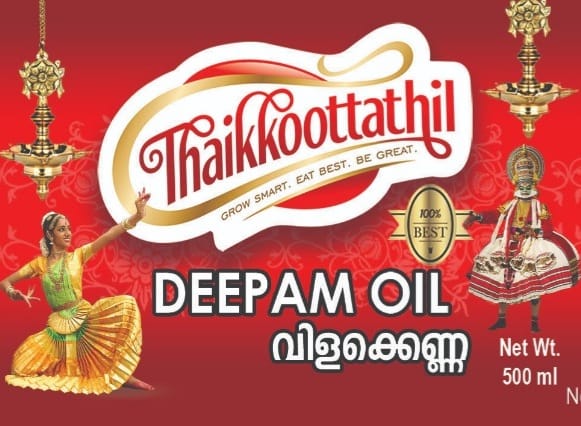 Thaikkoottathil
GROW SMART. EAT BEST. BE GREAT.
100%
BEST
DEEPAM OIL
വിളക്കെണ്ണ
Net Wt.
500 ml